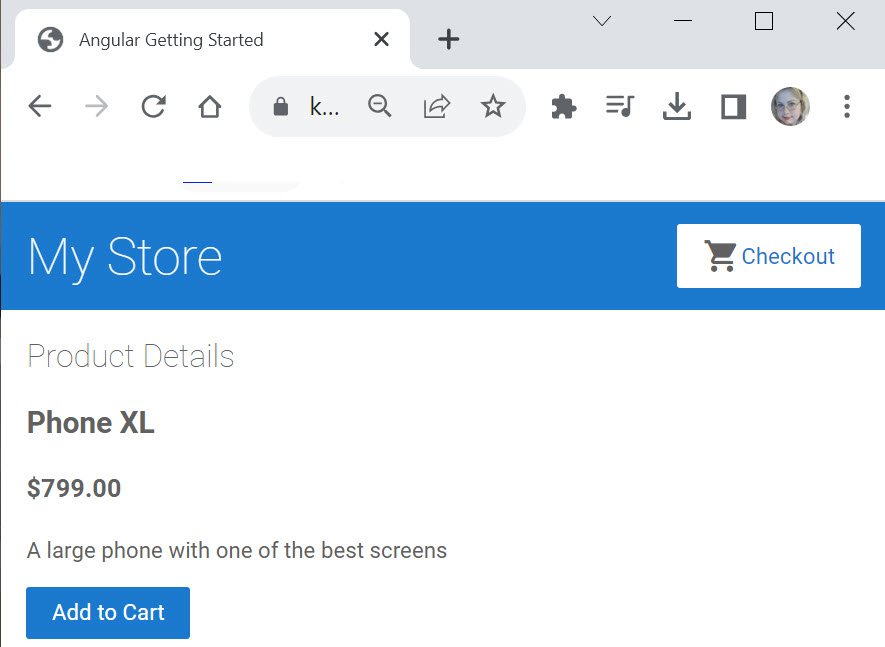 Angular Getting Started
k...
My Store
Checkout
Product Details
Phone XL
$799.00
A large phone with one of the best screens
Add to Cart